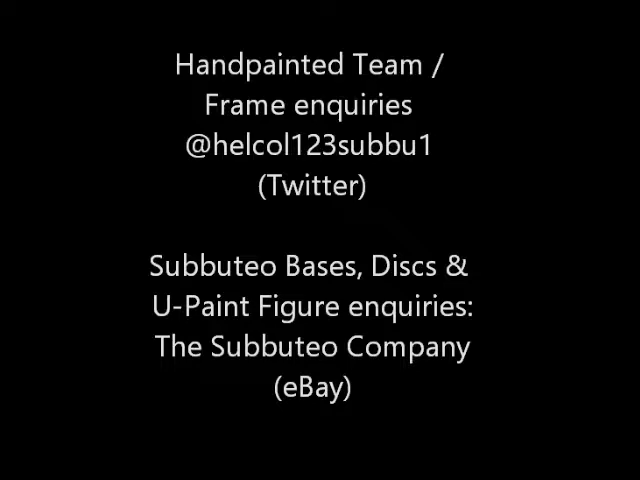 Handpainted Team /
Frame enquiries
@helcol123subbu1
(Twitter)
Subbuteo Bases, Discs &
U-Paint Figure enquiries:
The Subbuteo Company
(eBay)